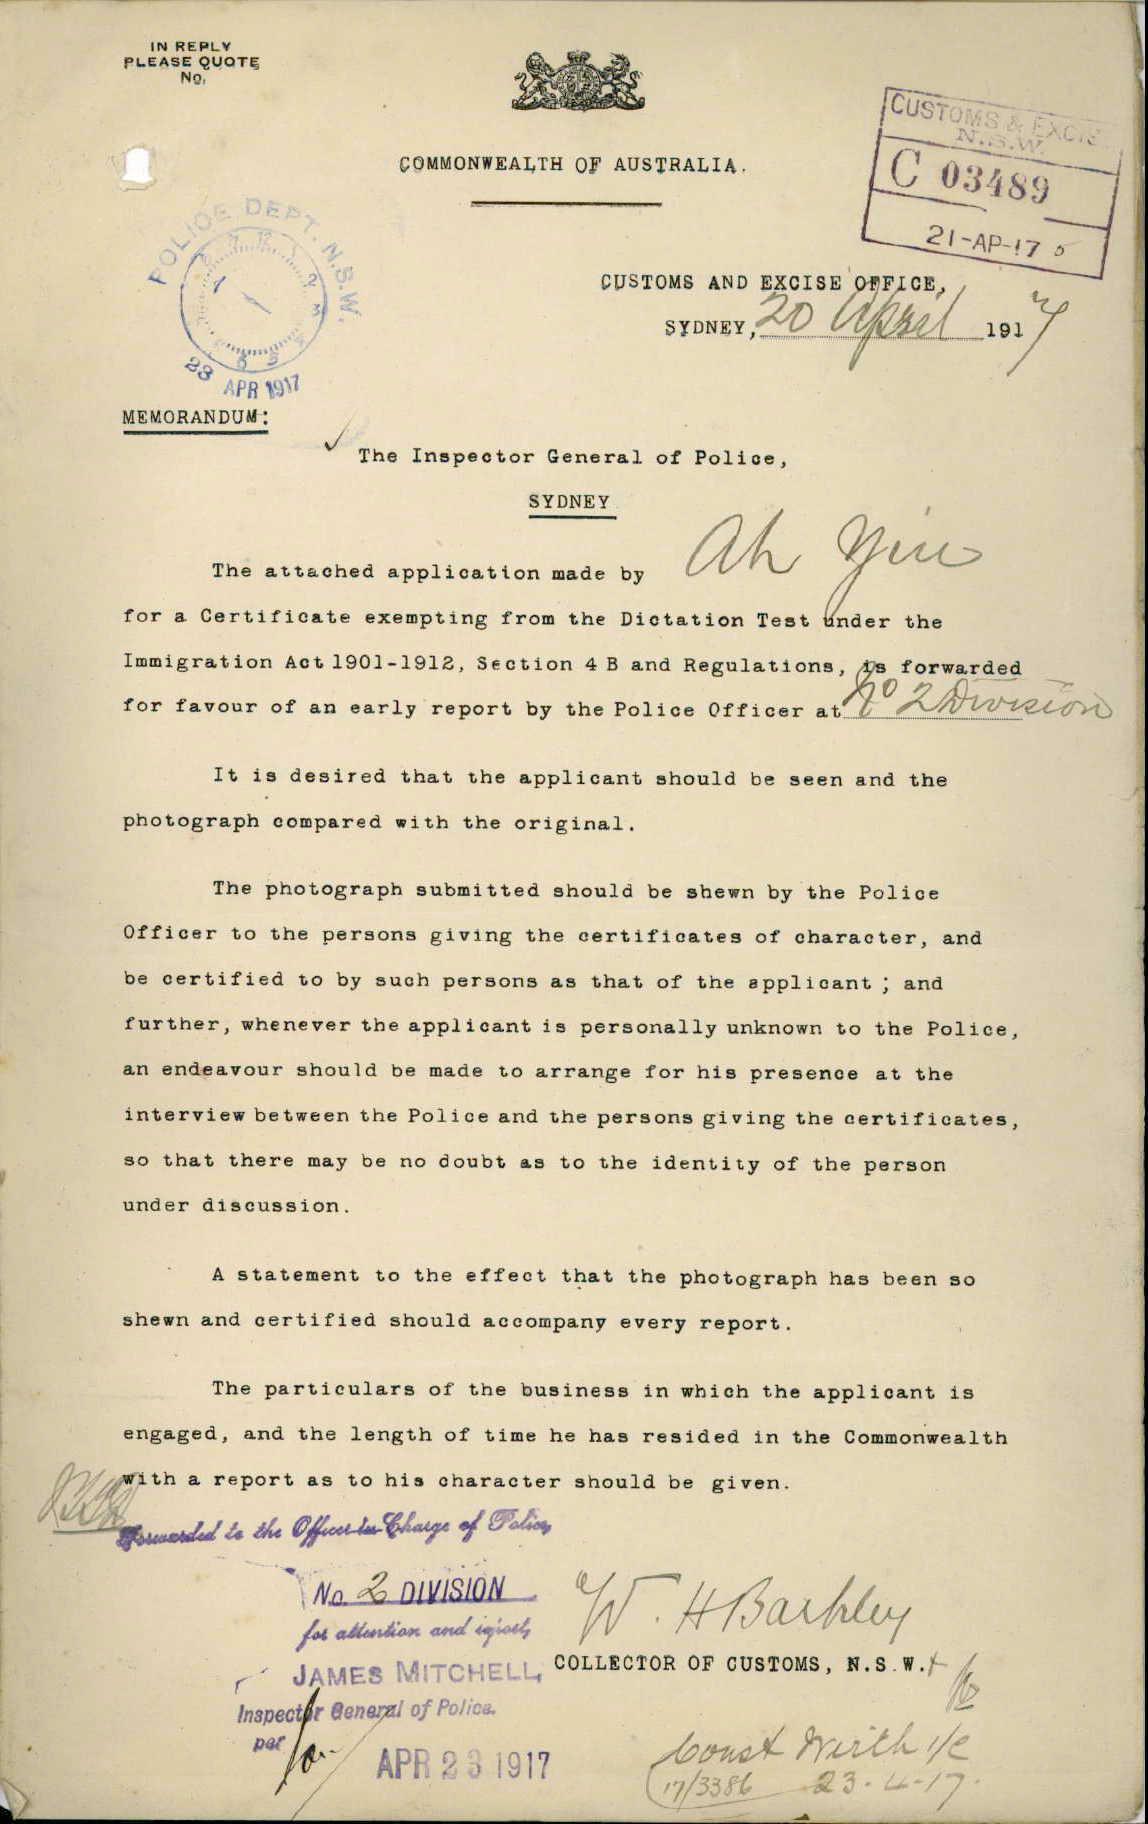 IN REPLY
PLEASE QUOTE
No.
COMMONWEALTH OF AUSTRALIA.
CUSTOMS & EXCISE
N.S.W.
C 03489
21-AP-17
POLICE DEPT. N.S.W.
23 APR 1917
CUSTOMS AND EXCISE OFFICE,
SYDNEY, 20 April 1917
MEMORANDUM:
The Inspector General of Police,
SYDNEY
The attached application made by Ah Yin
for a Certificate exempting from the Dictation Test under the
Immigration Act 1901-1912, Section 4 B and Regulations, is forwarded
for favour of an early report by the Police Officer at No 2 Division
It is desired that the applicant should be seen and the
photograph compared with the original.
The photograph submitted should be shewn by the Police
Officer to the persons giving the certificates of character, and
be certified to by such persons as that of the applicant ; and
further, whenever the applicant is personally unknown to the Police,
an endeavour should be made to arrange for his presence at the
interview between the Police and the persons giving the certificates,
so that there may be no doubt as to the identity of the person
under discussion.
A statement to the effect that the photograph has been so
shewn and certified should accompany every report.
The particulars of the business in which the applicant is
engaged, and the length of time he has resided in the Commonwealth
with a report as to his character should be given.
Forwarded to the Officer-in-Charge of Police,
No. 2 DIVISION
for attention and report,
JAMES MITCHELL,
Inspector General of Police.
per
APR 23 1917
W. H Barkley
COLLECTOR OF CUSTOMS, N.S.W.
Const Wirth
17/3386 23-4-17.